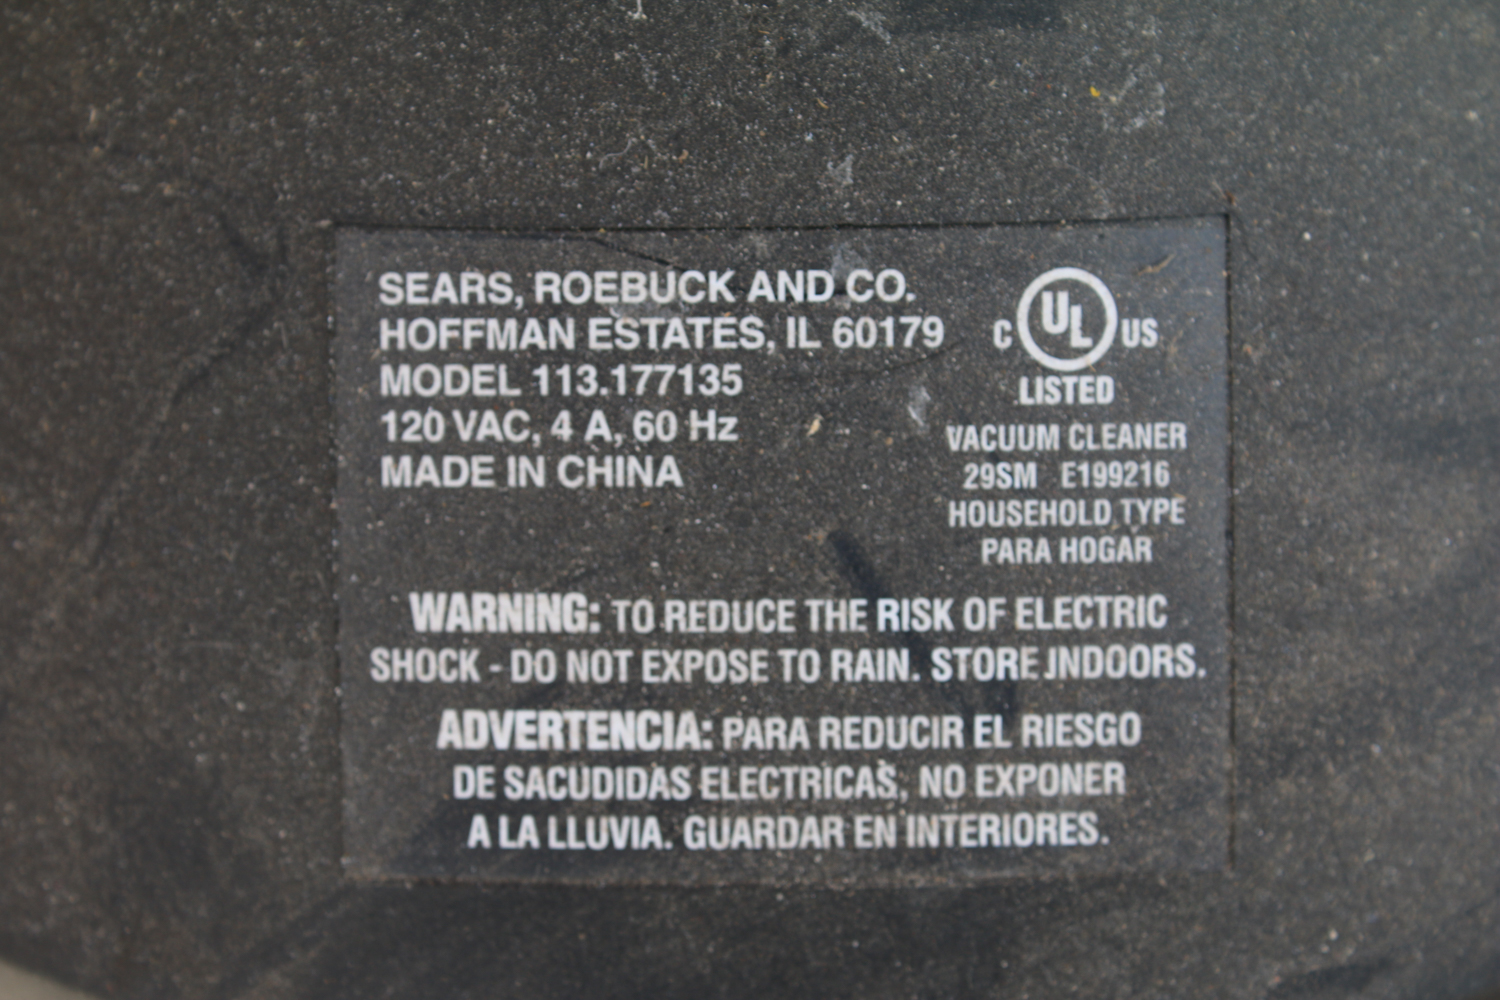 SEARS, ROEBUCK AND CO.
HOFFMAN ESTATES, IL 60179
MODEL 113.177135
120 VAC, 4 A, 60 Hz
MADE IN CHINA
C UL US
LISTED
VACUUM CLEANER
29SM E199216
HOUSEHOLD TYPE
PARA HOGAR
WARNING: TO REDUCE THE RISK OF ELECTRIC
SHOCK - DO NOT EXPOSE TO RAIN. STORE INDOORS.
ADVERTENCIA: PARA REDUCIR EL RIESGO
DE SACUDIDAS ELECTRICAS, NO EXPONER
A LA LLUVIA. GUARDAR EN INTERIORES.